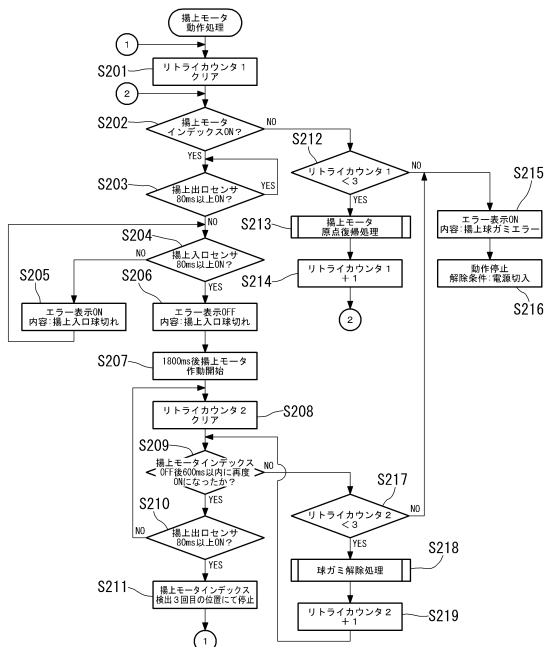 揚上モータ
動作処理
1
S201
リトライカウンタ1
クリア
2
S202
揚上モータ
インデックスON?
NO
YES
S203
揚上出口センサ
80ms以上ON?
YES
NO
S204
揚上入口センサ
80ms以上ON?
NO
YES
S205
エラー表示ON
内容:揚上入口球切れ
S206
エラー表示OFF
内容:揚上入口球切れ
S207
1800ms後揚上モータ
作動開始
S208
リトライカウンタ2
クリア
S209
揚上モータインデックス
OFF後600ms以内に再度
ONになったか?
NO
YES
S210
揚上出口センサ
80ms以上ON?
NO
YES
S211
揚上モータインデックス
検出3回目の位置にて停止
1
S212
リトライカウンタ1
<3
NO
YES
S213
揚上モータ
原点復帰処理
S214
リトライカウンタ1
+1
2
S215
エラー表示ON
内容:揚上球ガミエラー
動作停止
解除条件:電源切入
S216
S217
リトライカウンタ2
<3
NO
YES
S218
球ガミ解除処理
S219
リトライカウンタ2
+1